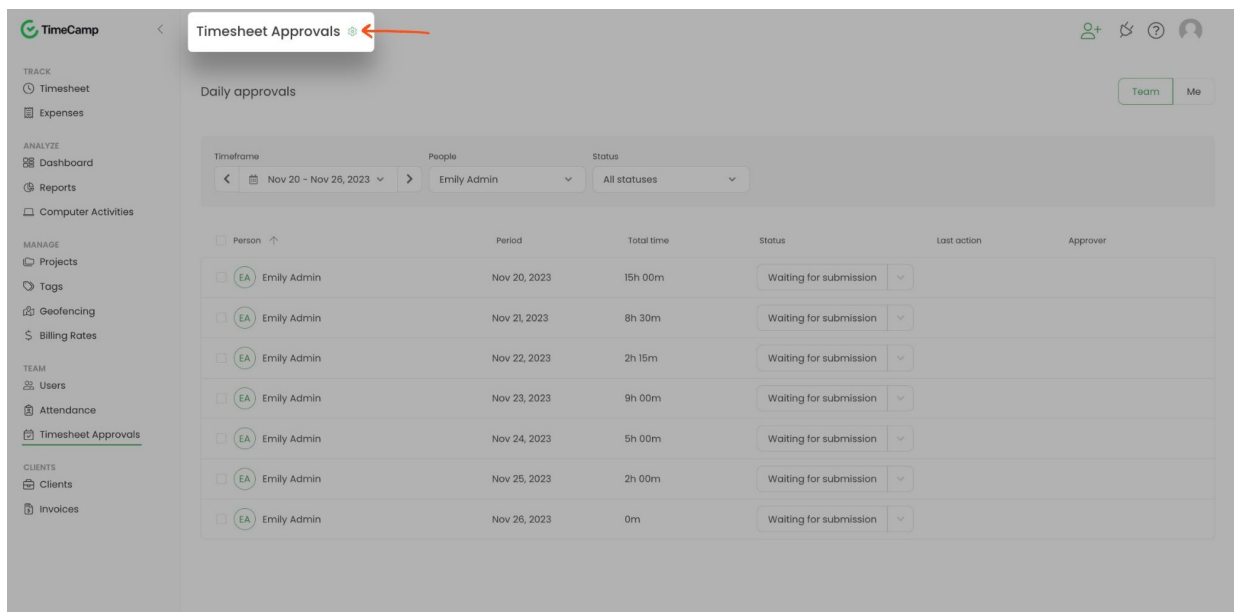 TimeCamp
Timesheet Approvals
TRACK
Timesheet
Expenses
ANALYZE
Dashboard
Reports
Computer Activities
MANAGE
Projects
Tags
Geofencing
$ Billing Rates
TEAM
Users
Attendance
Timesheet Approvals
CLIENTS
Clients
Invoices
Daily approvals
Team Me
Timeframe People Status
Nov 20 - Nov 26, 2023 Emily Admin All statuses
Person Period Total time Status Last action Approver
EA Emily Admin Nov 20, 2023 15h 00m Waiting for submission
EA Emily Admin Nov 21, 2023 8h 30m Waiting for submission
EA Emily Admin Nov 22, 2023 2h 15m Waiting for submission
EA Emily Admin Nov 23, 2023 9h 00m Waiting for submission
EA Emily Admin Nov 24, 2023 5h 00m Waiting for submission
EA Emily Admin Nov 25, 2023 2h 00m Waiting for submission
EA Emily Admin Nov 26, 2023 0m Waiting for submission